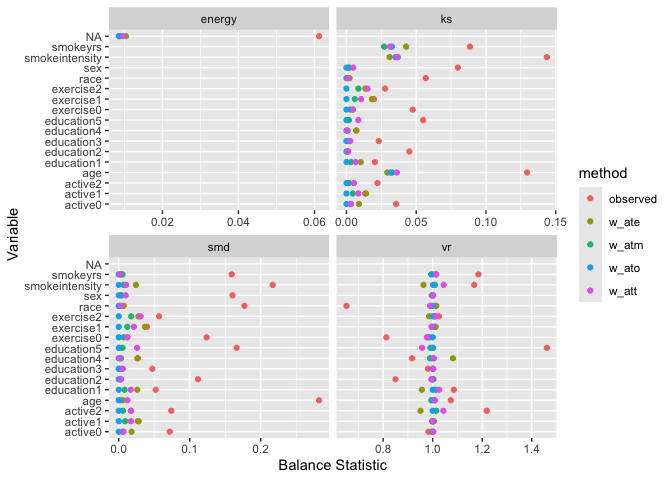 energy
ks
NA
smokeyrs
smokeintensity
sex
race
exercise2
exercise1
exercise0
education5
education4
education3
education2
education1
age
active2
active1
active0
0.02
0.04
0.06
0.00
0.05
0.10
0.15
smd
vr
NA
smokeyrs
smokeintensity
sex
race
exercise2
exercise1
exercise0
education5
education4
education3
education2
education1
age
active2
active1
active0
0.0
0.1
0.2
0.8
1.0
1.2
1.4
Variable
Balance Statistic
method
observed
w_ate
w_atm
w_ato
w_att